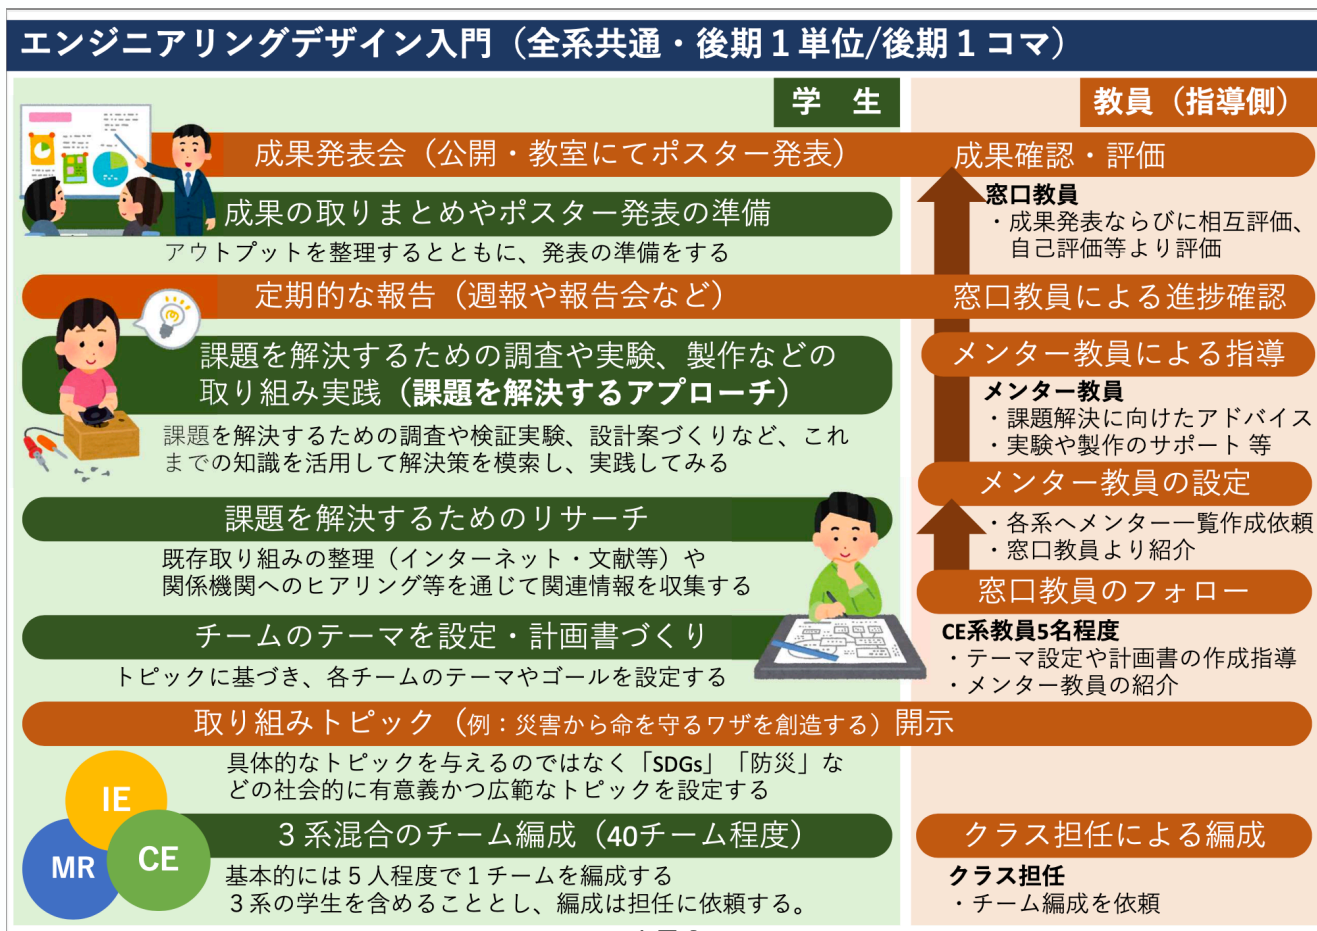 エンジニアリングデザイン入門（全系共通・後期１単位/後期１コマ）
学　生
教員（指導側）
成果発表会（公開・教室にてポスター発表）
成果確認・評価
窓口教員
・成果発表ならびに相互評価、
自己評価等より評価
成果の取りまとめやポスター発表の準備
アウトプットを整理するとともに、発表の準備をする
定期的な報告（週報や報告会など）
窓口教員による進捗確認
課題を解決するための調査や実験、製作などの
取り組み実践（課題を解決するアプローチ）
課題を解決するための調査や検証実験、設計案づくりなど、これ
までの知識を活用して解決策を模索し、実践してみる
メンター教員による指導
メンター教員
・課題解決に向けたアドバイス
・実験や製作のサポート 等
メンター教員の設定
・各系へメンター一覧作成依頼
・窓口教員より紹介
課題を解決するためのリサーチ
既存取り組みの整理（インターネット・文献等）や
関係機関へのヒアリング等を通じて関連情報を収集する
窓口教員のフォロー
CE系教員5名程度
・テーマ設定や計画書の作成指導
・メンター教員の紹介
チームのテーマを設定・計画書づくり
トピックに基づき、各チームのテーマやゴールを設定する
取り組みトピック（例：災害から命を守るワザを創造する）開示
具体的なトピックを与えるのではなく「SDGs」「防災」な
どの社会的に有意義かつ広範なトピックを設定する
IE
MR
CE
３系混合のチーム編成（40チーム程度）
基本的には５人程度で１チームを編成する
３系の学生を含めることとし、編成は担任に依頼する。
クラス担任による編成
クラス担任
・チーム編成を依頼